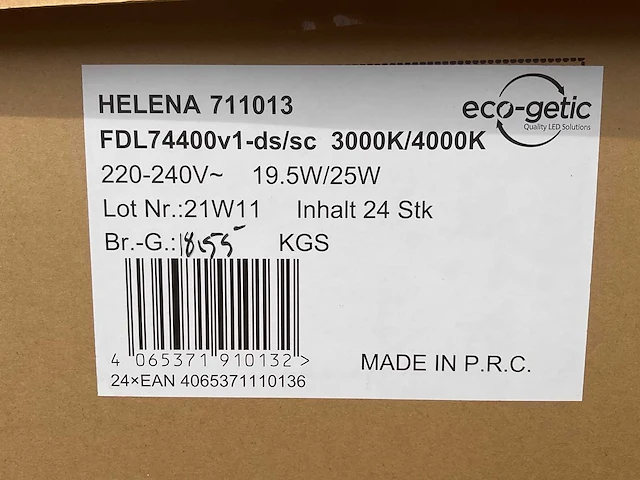 HELENA 711013
eco-getic
Quality LED Solutions
FDL74400v1-ds/sc 3000K/4000K
220-240V~ 19.5W/25W
Lot Nr.:21W11 Inhalt 24 Stk
Br.-G.:18.55 KGS
4 065371 910132 >
24×EAN 4065371110136
MADE IN P.R.C.